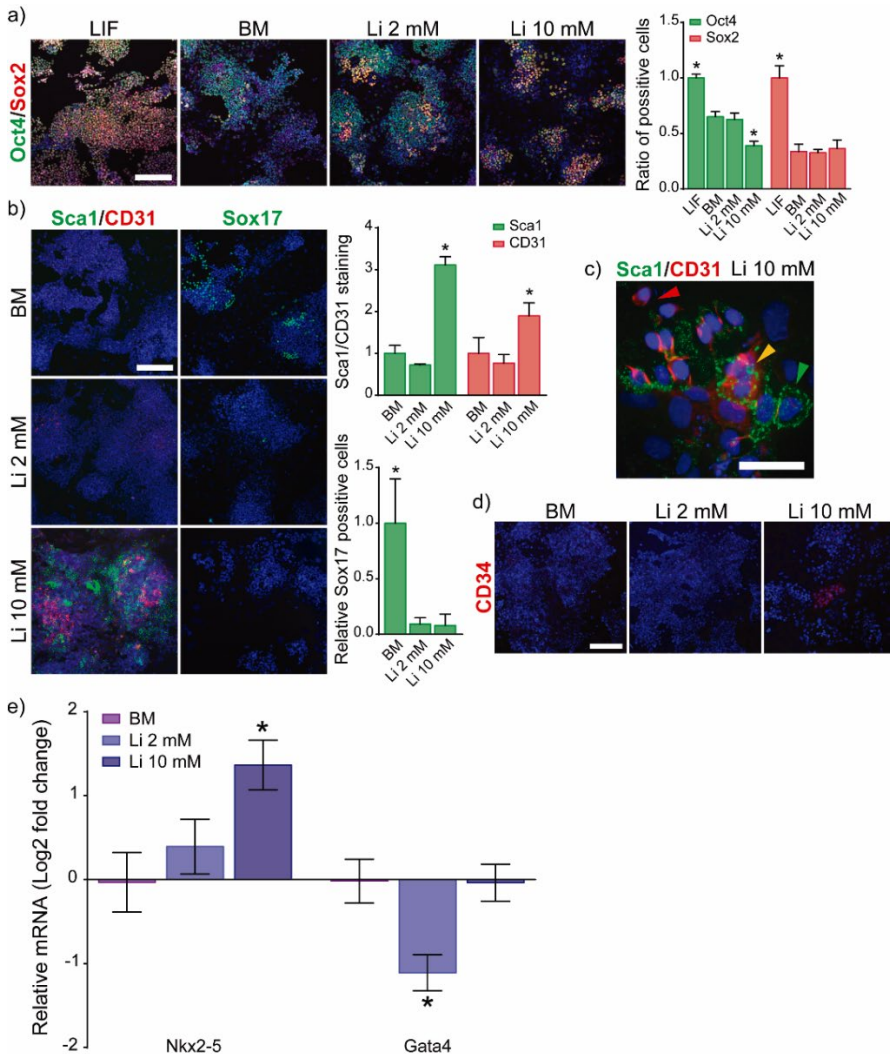 a)
LIF BM Li 2 mM Li 10 mM
Oct4/Sox2
Oct4
Sox2
Ratio of possitive cells
1.5
1.0
0.5
0.0
LIF BM Li 2 mM Li 10 mM LIF BM Li 2 mM Li 10 mM
* * *
b)
Sca1/CD31 Sox17
BM
Li 2 mM
Li 10 mM
Sca1
CD31
Sca1/CD31 staining
4
3
2
1
0
* *
BM Li 2 mM Li 10 mM BM Li 2 mM Li 10 mM
Relative Sox17 possitive cells
1.5
1.0
0.5
0.0
*
BM Li 2 mM Li 10 mM
c) Sca1/CD31 Li 10 mM
d)
BM Li 2 mM Li 10 mM
CD34
e)
Relative mRNA (Log2 fold change)
2
1
0
-1
-2
BM
Li 2 mM
Li 10 mM
*
*
Nkx2-5 Gata4